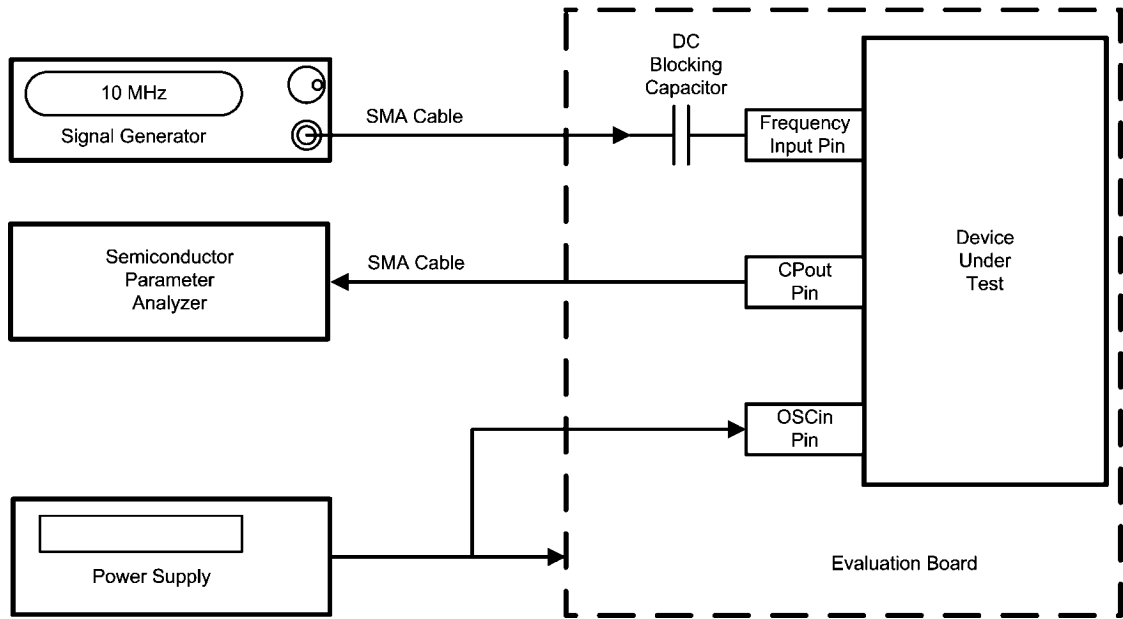 10 MHz
Signal Generator
SMA Cable
DC
Blocking
Capacitor
Frequency
Input Pin
Semiconductor
Parameter
Analyzer
SMA Cable
CPout
Pin
Device
Under
Test
OSCin
Pin
Power Supply
Evaluation Board